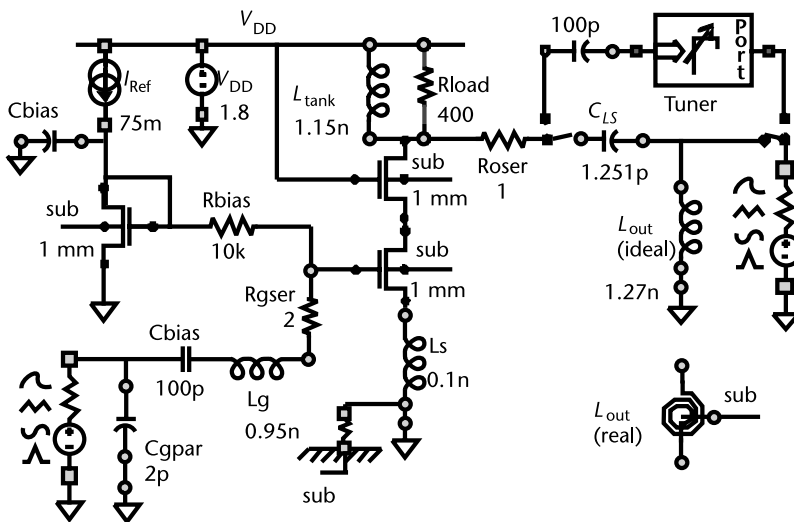 V_DD
100p
Port
Tuner
I_Ref
V_DD
1.8
L_tank
1.15n
Rload
400
Cbias
75m
C_LS
1.251p
Roser
1
sub
1 mm
sub
1 mm
Rbias
10k
sub
1 mm
L_out
(ideal)
1.27n
Rgser
2
Cbias
100p
Lg
0.95n
Ls
0.1n
Cgpar
2p
sub
L_out
(real)
sub